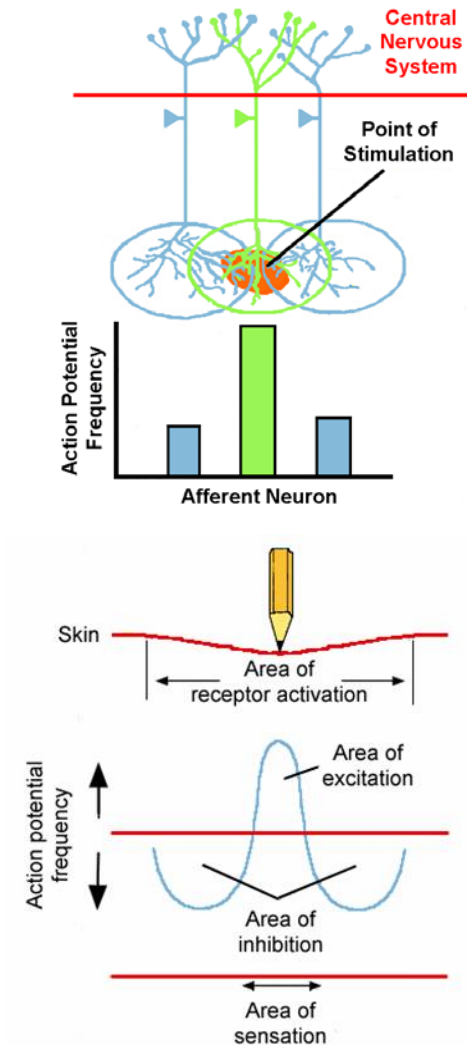 Central
Nervous
System
Point of
Stimulation
Action Potential
Frequency
Afferent Neuron
Skin
Area of
receptor activation
Area of
excitation
Action potential
frequency
Area of
inhibition
Area of
sensation